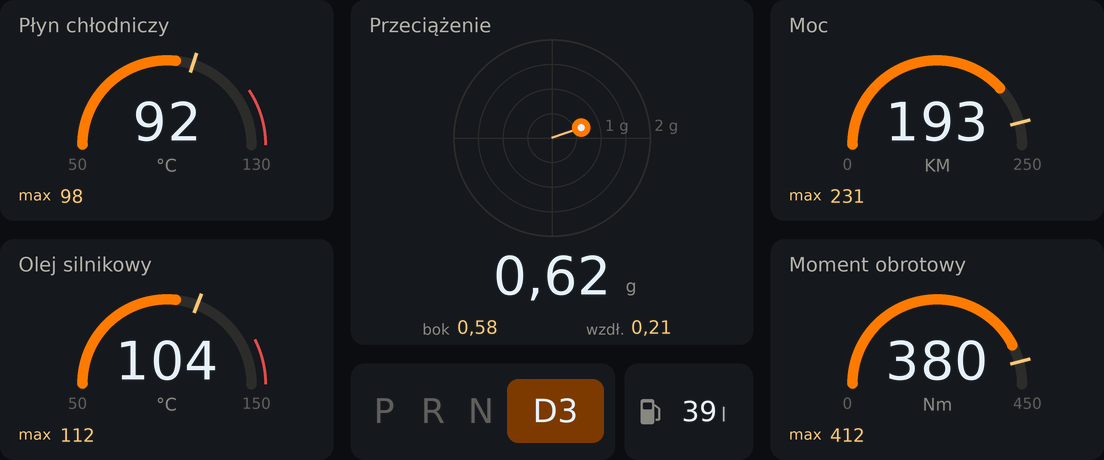 Płyn chłodniczy
92
50 °C 130
max 98
Przeciążenie
1 g 2 g
0,62 g
bok 0,58 wzdł. 0,21
Moc
193
0 KM 250
max 231
Olej silnikowy
104
50 °C 150
max 112
P R N D3
39 l
Moment obrotowy
380
0 Nm 450
max 412